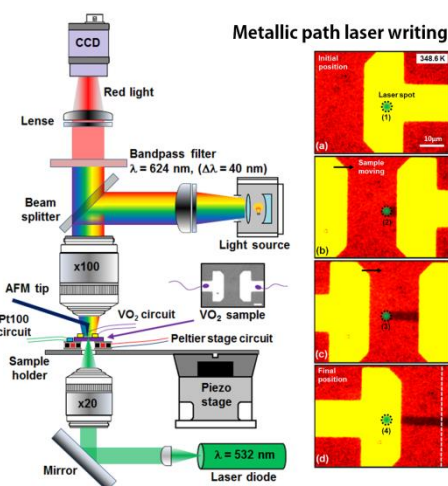 Metallic path laser writing
CCD
Red light
Lense
Bandpass filter
λ = 624 nm, (Δλ = 40 nm)
Beam
splitter
Light source
x100
AFM tip
Pt100
circuit
VO₂ circuit
VO₂ sample
Peltier stage circuit
Sample
holder
x20
Piezo
stage
λ = 532 nm
Mirror
Laser diode
Initial
position
348.6 K
Laser spot
(1)
10µm
(a)
Sample
moving
(2)
(b)
(3)
(c)
Final
position
(4)
(d)